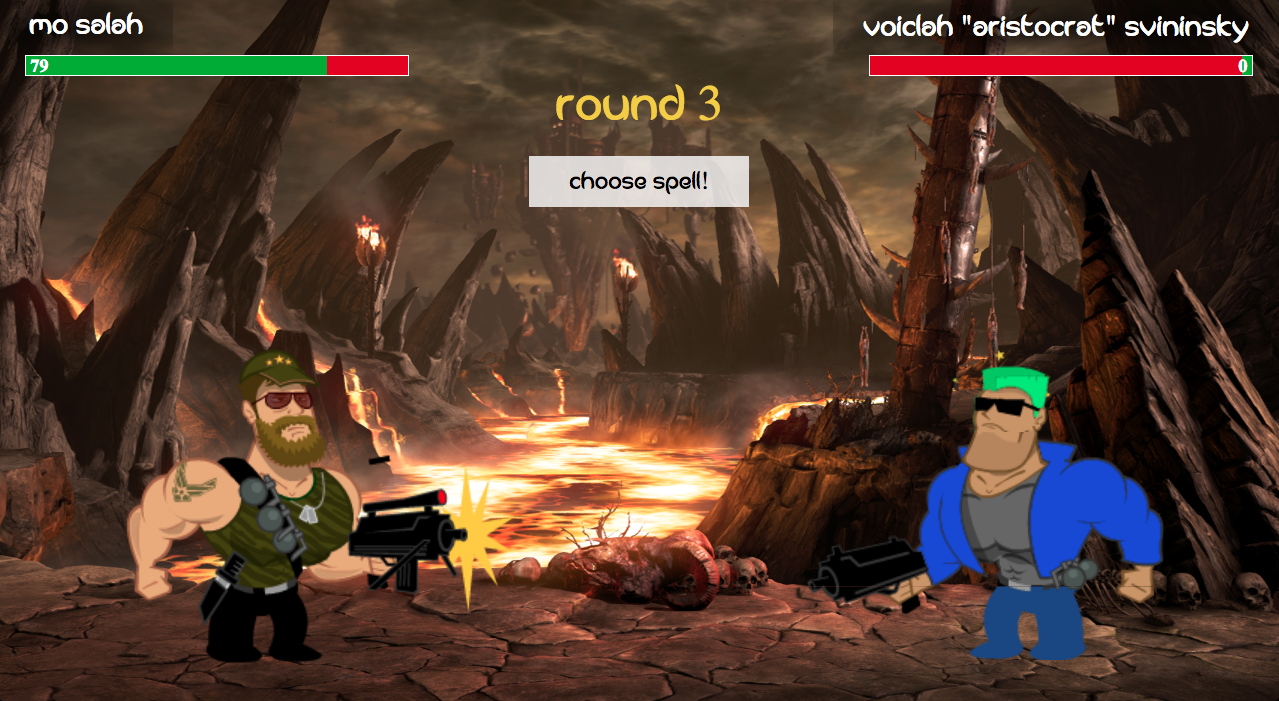 mo salah
voiclah "aristocrat" svininsky
79
0
round 3
choose spell!